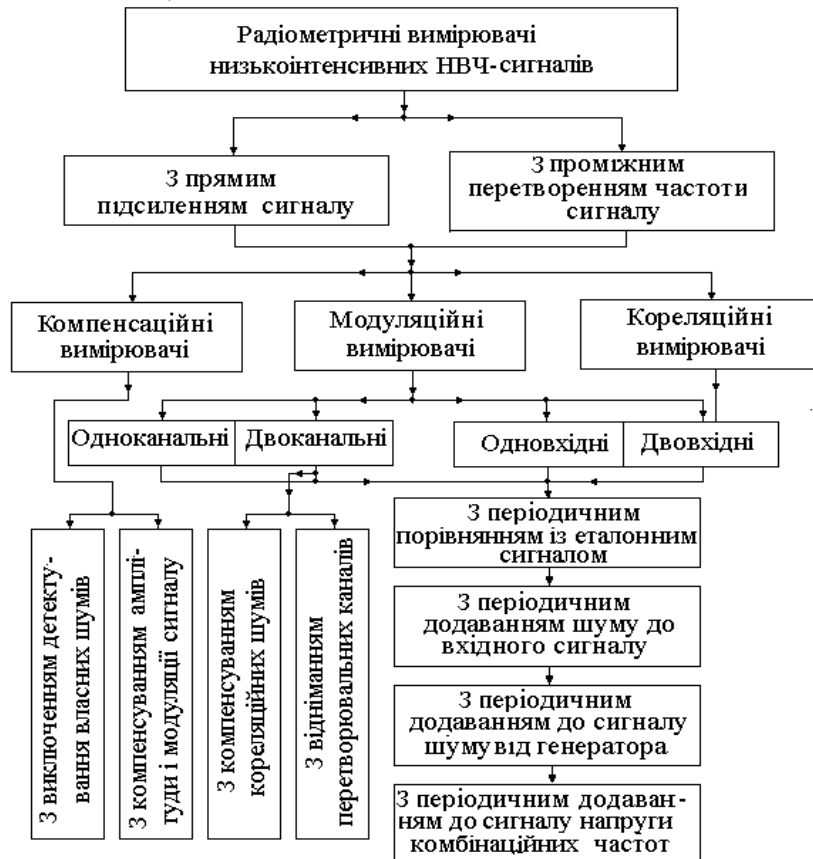 Радіометричні вимірювачі
низькоінтенсивних НВЧ-сигналів
З прямим
підсиленням сигналу
З проміжним
перетворенням частоти
сигналу
Компенсаційні
вимірювачі
Модуляційні
вимірювачі
Кореляційні
вимірювачі
Одноканальні
Двоканальні
Одновхідні
Двовхідні
З виключенням детекту-
вання власних шумів
З компенсуванням амплі-
туди і модуляції сигналу
З компенсуванням
кореляційних шумів
З відніманням
перетворювальних каналів
З періодичним
порівнянням із еталонним
сигналом
З періодичним
додаванням шуму до
вхідного сигналу
З періодичним
додаванням до сигналу
шуму від генератора
З періодичним додаван-
ням до сигналу напруги
комбінаційних частот